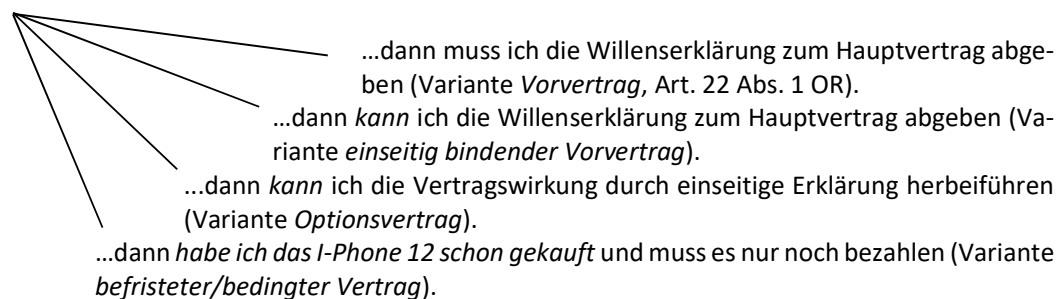 …dann muss ich die Willenserklärung zum Hauptvertrag abge-
ben (Variante Vorvertrag, Art. 22 Abs. 1 OR).
…dann kann ich die Willenserklärung zum Hauptvertrag abgeben (Va-
riante einseitig bindender Vorvertrag).
...dann kann ich die Vertragswirkung durch einseitige Erklärung herbeiführen
(Variante Optionsvertrag).
…dann habe ich das I-Phone 12 schon gekauft und muss es nur noch bezahlen (Variante
befristeter/bedingter Vertrag).